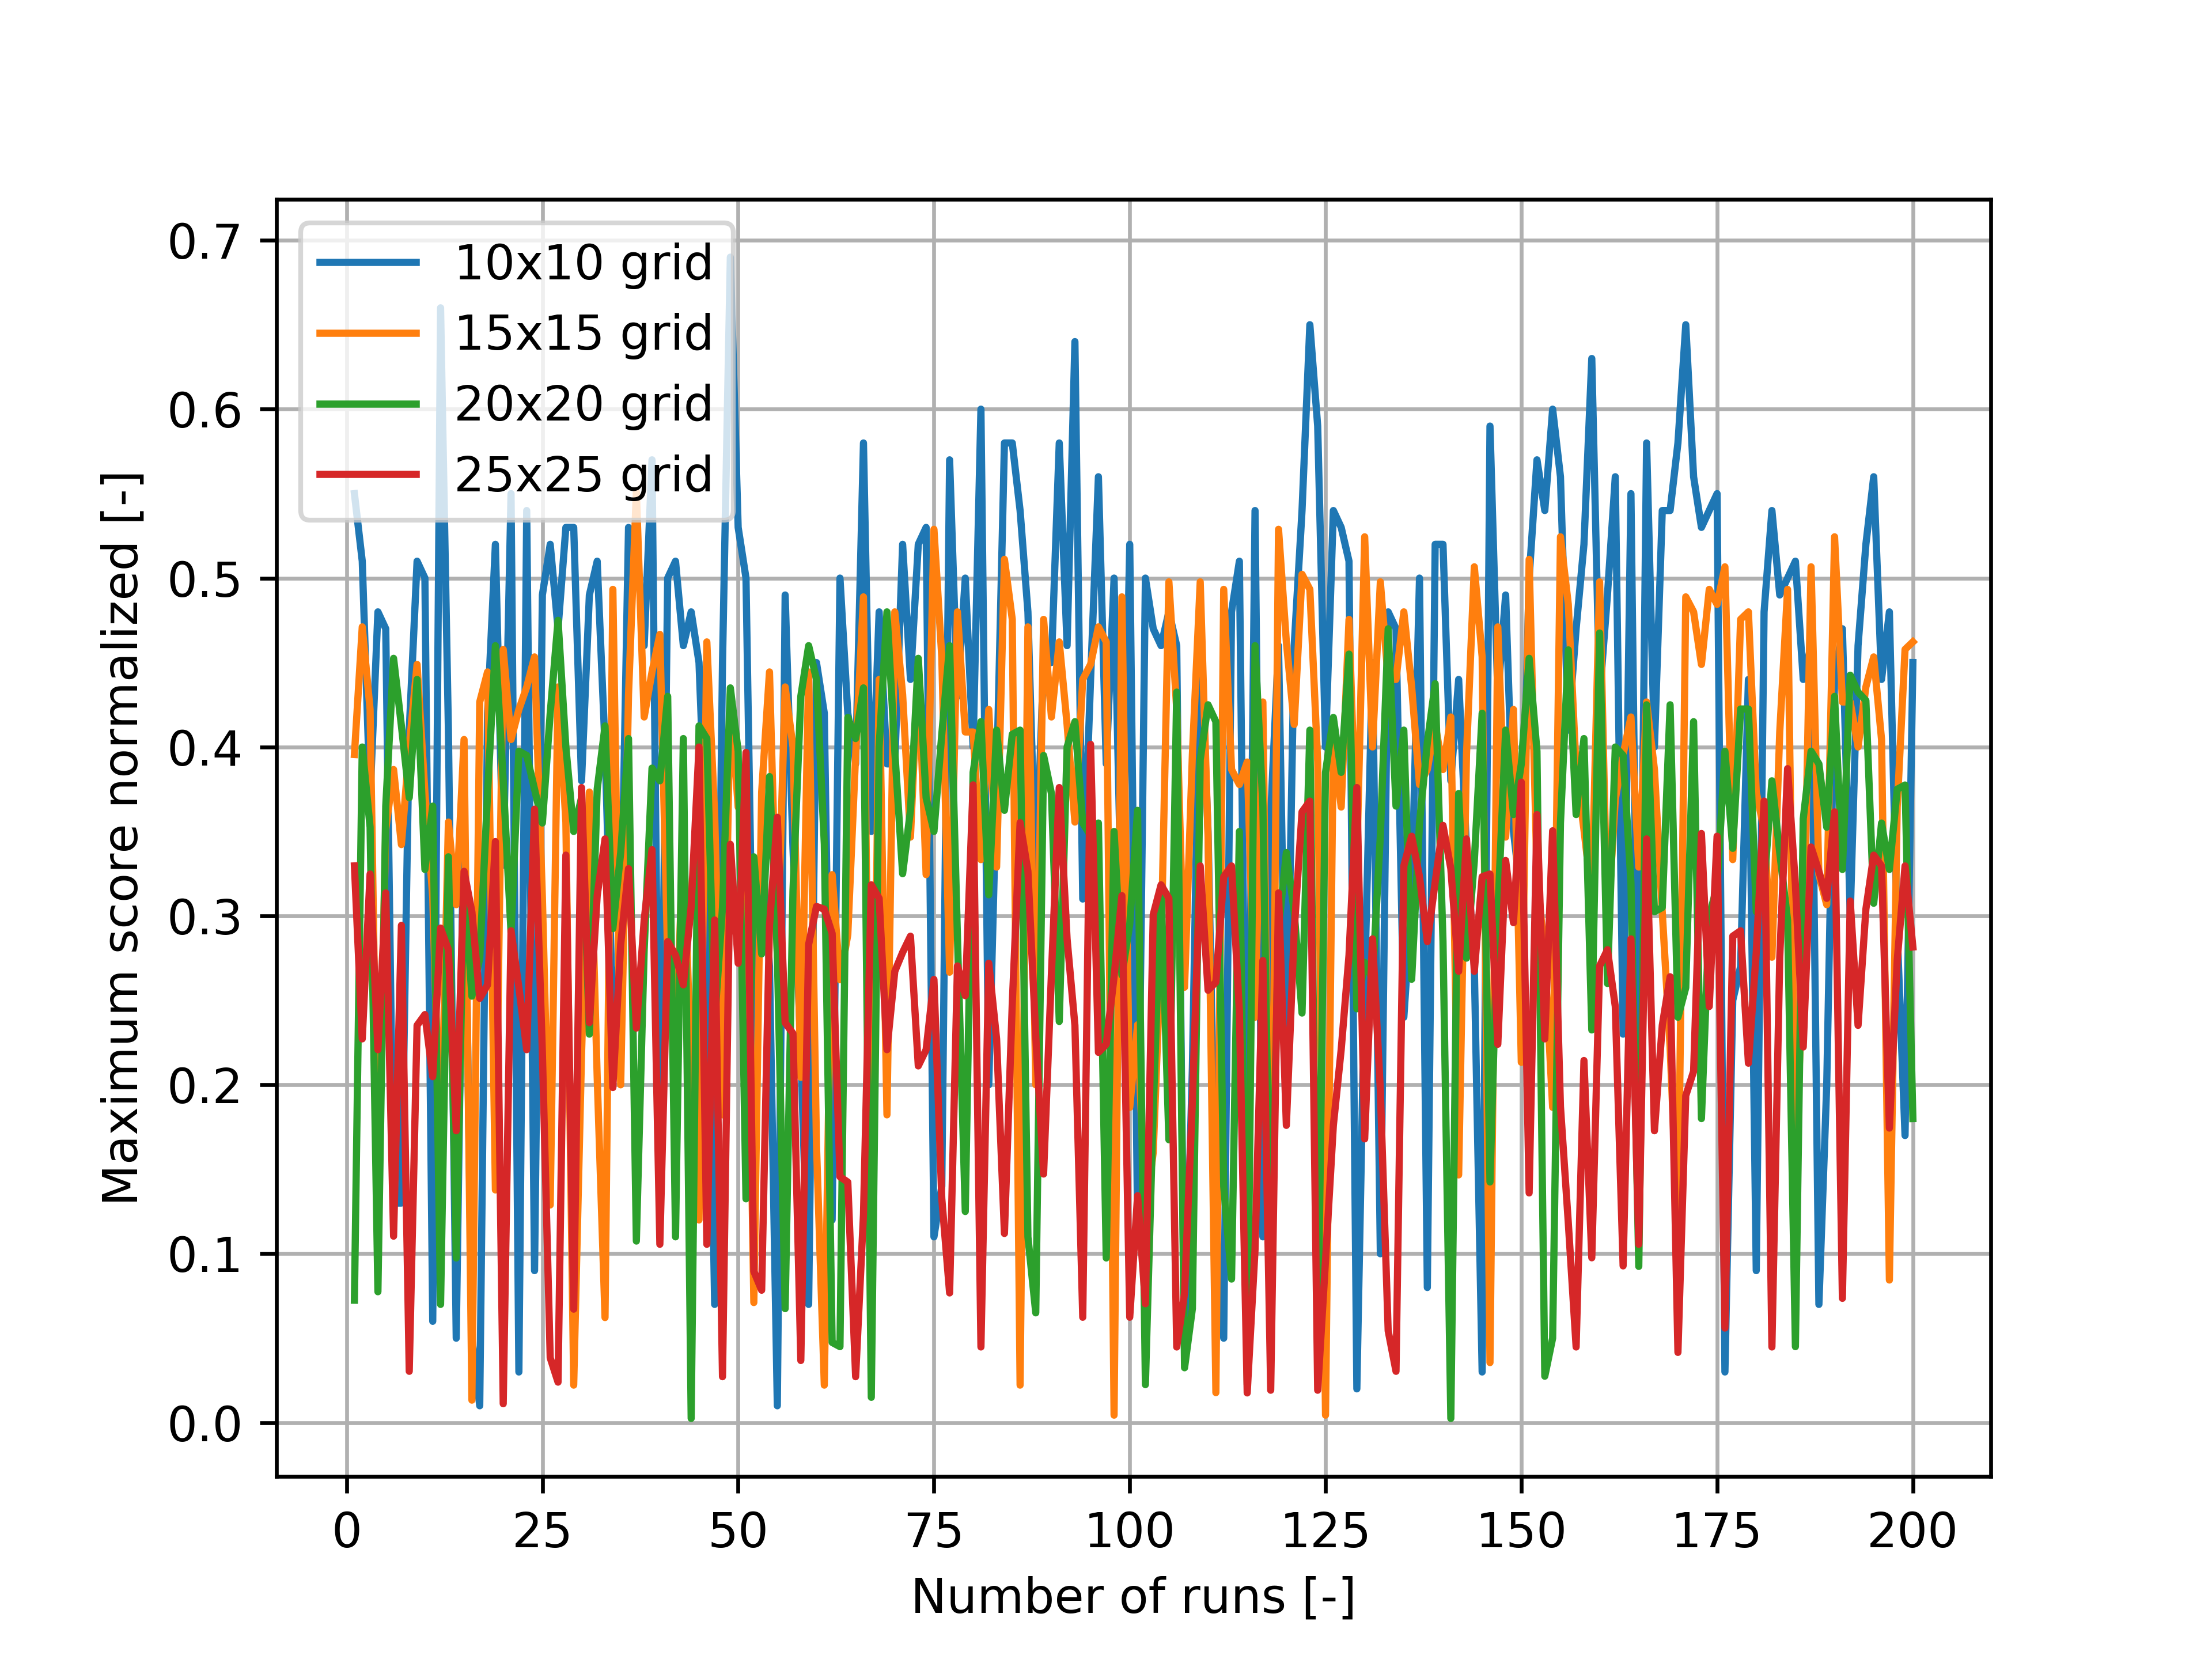 0.7
0.6
0.5
0.4
0.3
0.2
0.1
0.0
Maximum score normalized [-]
10x10 grid
15x15 grid
20x20 grid
25x25 grid
0 25 50 75 100 125 150 175 200
Number of runs [-]